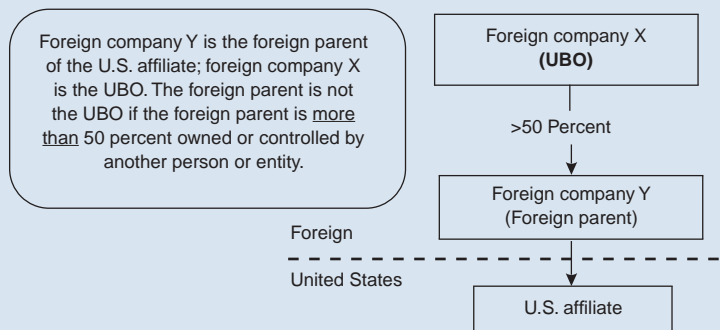 Foreign company Y is the foreign parent
of the U.S. affiliate; foreign company X
is the UBO. The foreign parent is not
the UBO if the foreign parent is more
than 50 percent owned or controlled by
another person or entity.
Foreign company X
(UBO)
>50 Percent
Foreign company Y
(Foreign parent)
Foreign
United States
U.S. affiliate